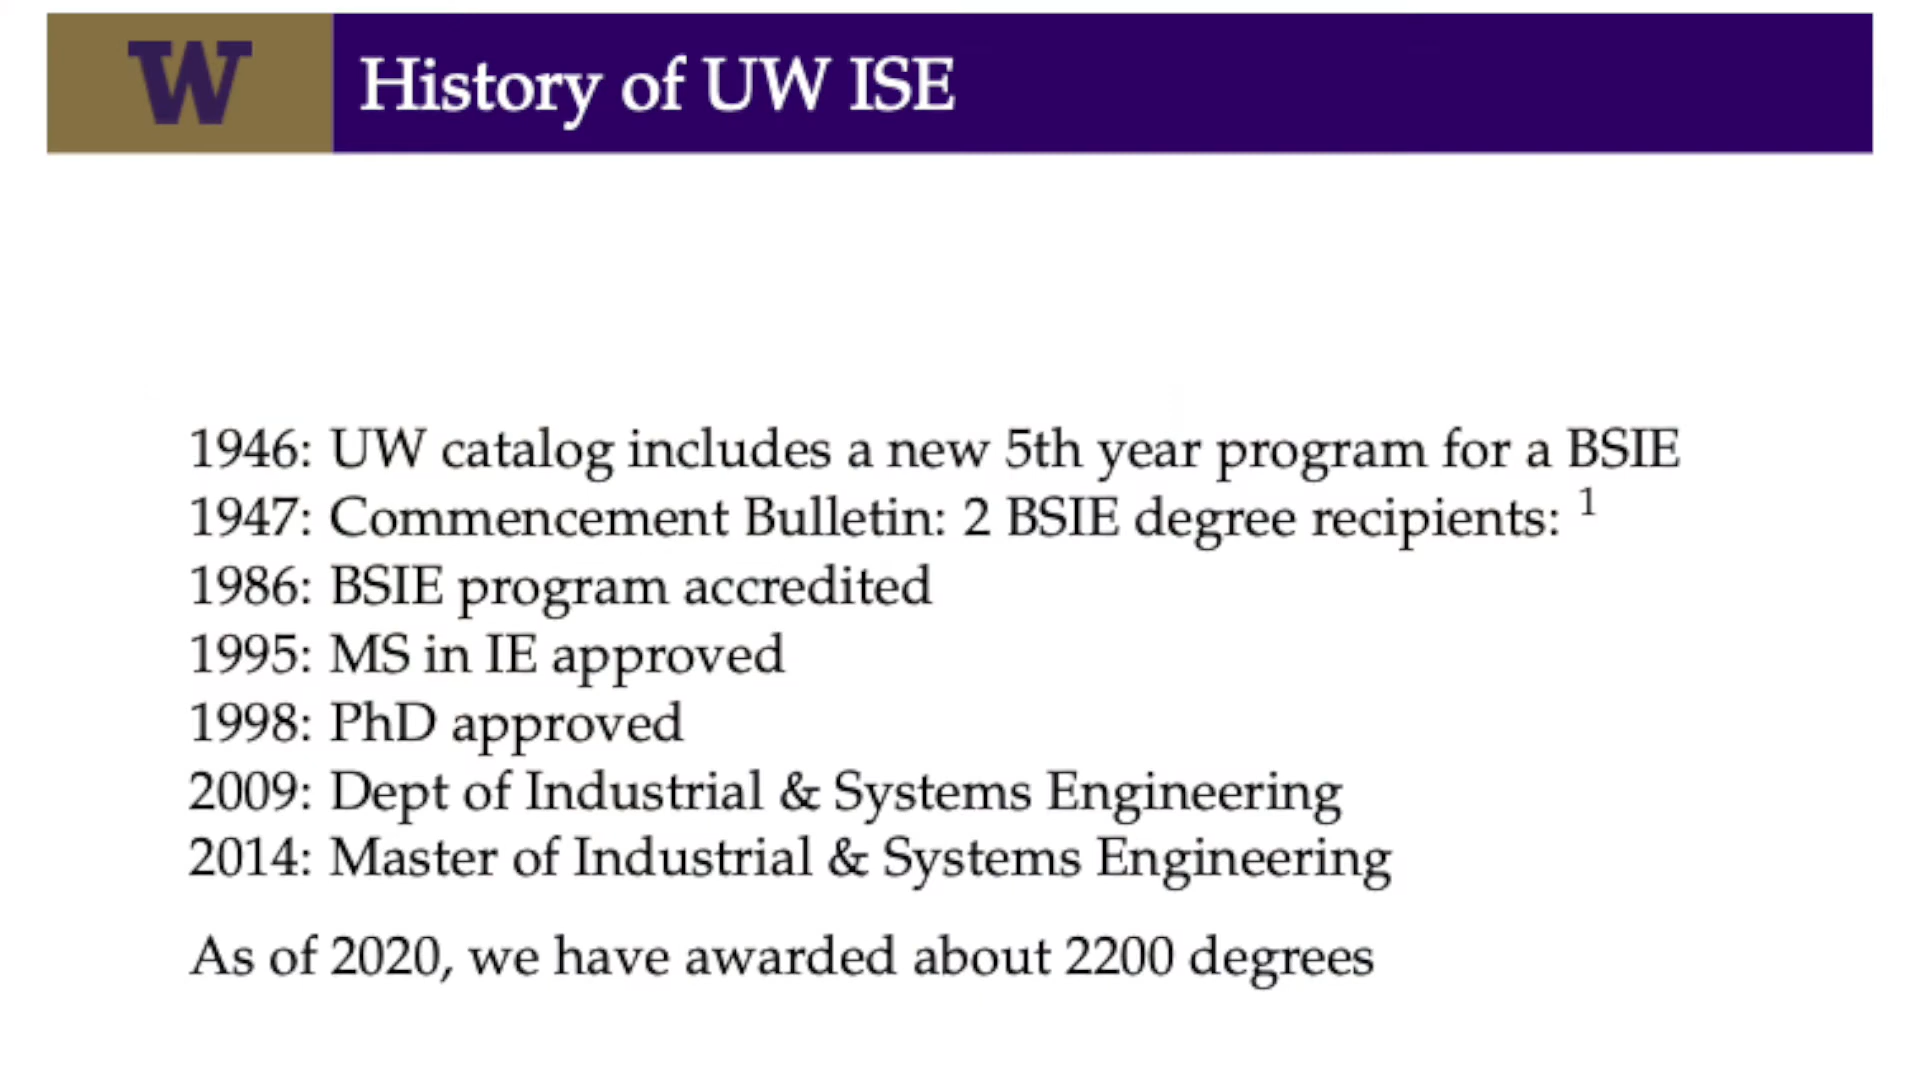 W
History of UW ISE
1946: UW catalog includes a new 5th year program for a BSIE
1947: Commencement Bulletin: 2 BSIE degree recipients: 1
1986: BSIE program accredited
1995: MS in IE approved
1998: PhD approved
2009: Dept of Industrial & Systems Engineering
2014: Master of Industrial & Systems Engineering
As of 2020, we have awarded about 2200 degrees